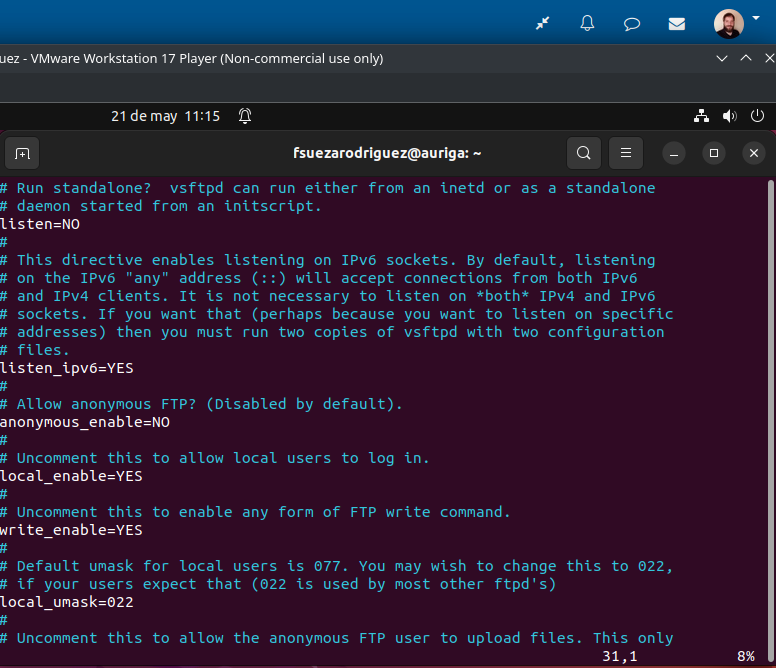 uez - VMware Workstation 17 Player (Non-commercial use only)
21 de may 11:15
fsuezarodriguez@auriga: ~
# Run standalone?  vsftpd can run either from an inetd or as a standalone
# daemon started from an initscript.
listen=NO
#
# This directive enables listening on IPv6 sockets. By default, listening
# on the IPv6 "any" address (::) will accept connections from both IPv6
# and IPv4 clients. It is not necessary to listen on *both* IPv4 and IPv6
# sockets. If you want that (perhaps because you want to listen on specific
# addresses) then you must run two copies of vsftpd with two configuration
# files.
listen_ipv6=YES
#
# Allow anonymous FTP? (Disabled by default).
anonymous_enable=NO
#
# Uncomment this to allow local users to log in.
local_enable=YES
#
# Uncomment this to enable any form of FTP write command.
write_enable=YES
#
# Default umask for local users is 077. You may wish to change this to 022,
# if your users expect that (022 is used by most other ftpd's)
local_umask=022
#
# Uncomment this to allow the anonymous FTP user to upload files. This only
31,1 8%